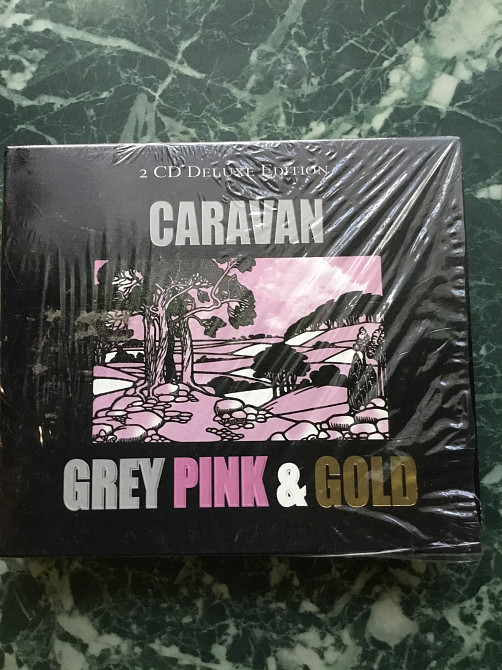 2 CD Deluxe Edition
CARAVAN
GREY PINK & GOLD